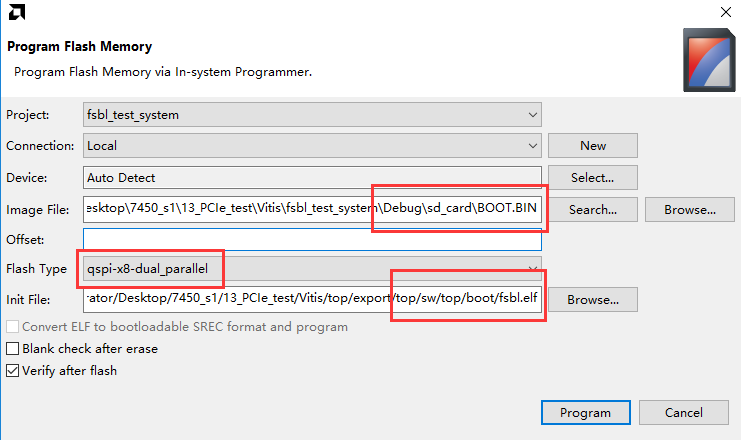 Program Flash Memory
Program Flash Memory via In-system Programmer.
Project: fsbl_test_system
Connection: Local New
Device: Auto Detect Select...
Image File: esktop\7450_s1\13_PCIe_test\Vitis\fsbl_test_system\Debug\sd_card\BOOT.BIN Search... Browse...
Offset:
Flash Type qspi-x8-dual_parallel
Init File: rator/Desktop/7450_s1/13_PCIe_test/Vitis/top/export/top/sw/top/boot/fsbl.elf Browse...
Convert ELF to bootloadable SREC format and program
Blank check after erase
Verify after flash
Program Cancel